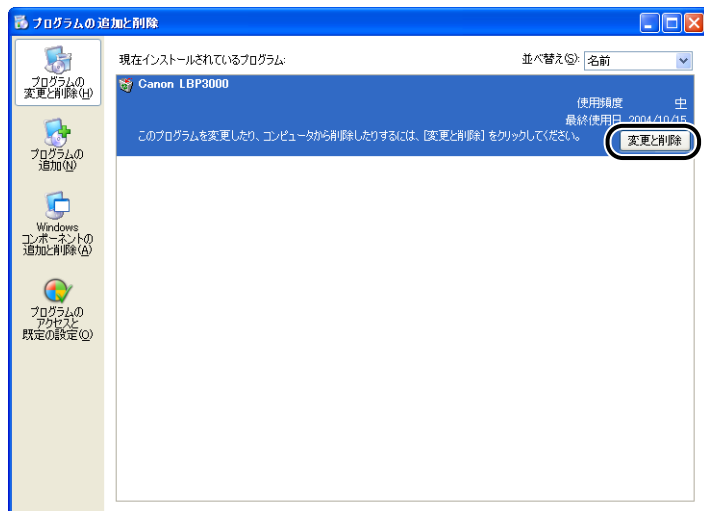 プログラムの追加と削除
プログラムの
変更と削除(H)
プログラムの
追加(N)
Windows
コンポーネントの
追加と削除(A)
プログラムの
アクセスと
既定の設定(O)
現在インストールされているプログラム:
並べ替え(S): 名前
Canon LBP3000
使用頻度 中
最終使用日 2004/10/15
このプログラムを変更したり、コンピュータから削除したりするには、[変更と削除] をクリックしてください。
変更と削除